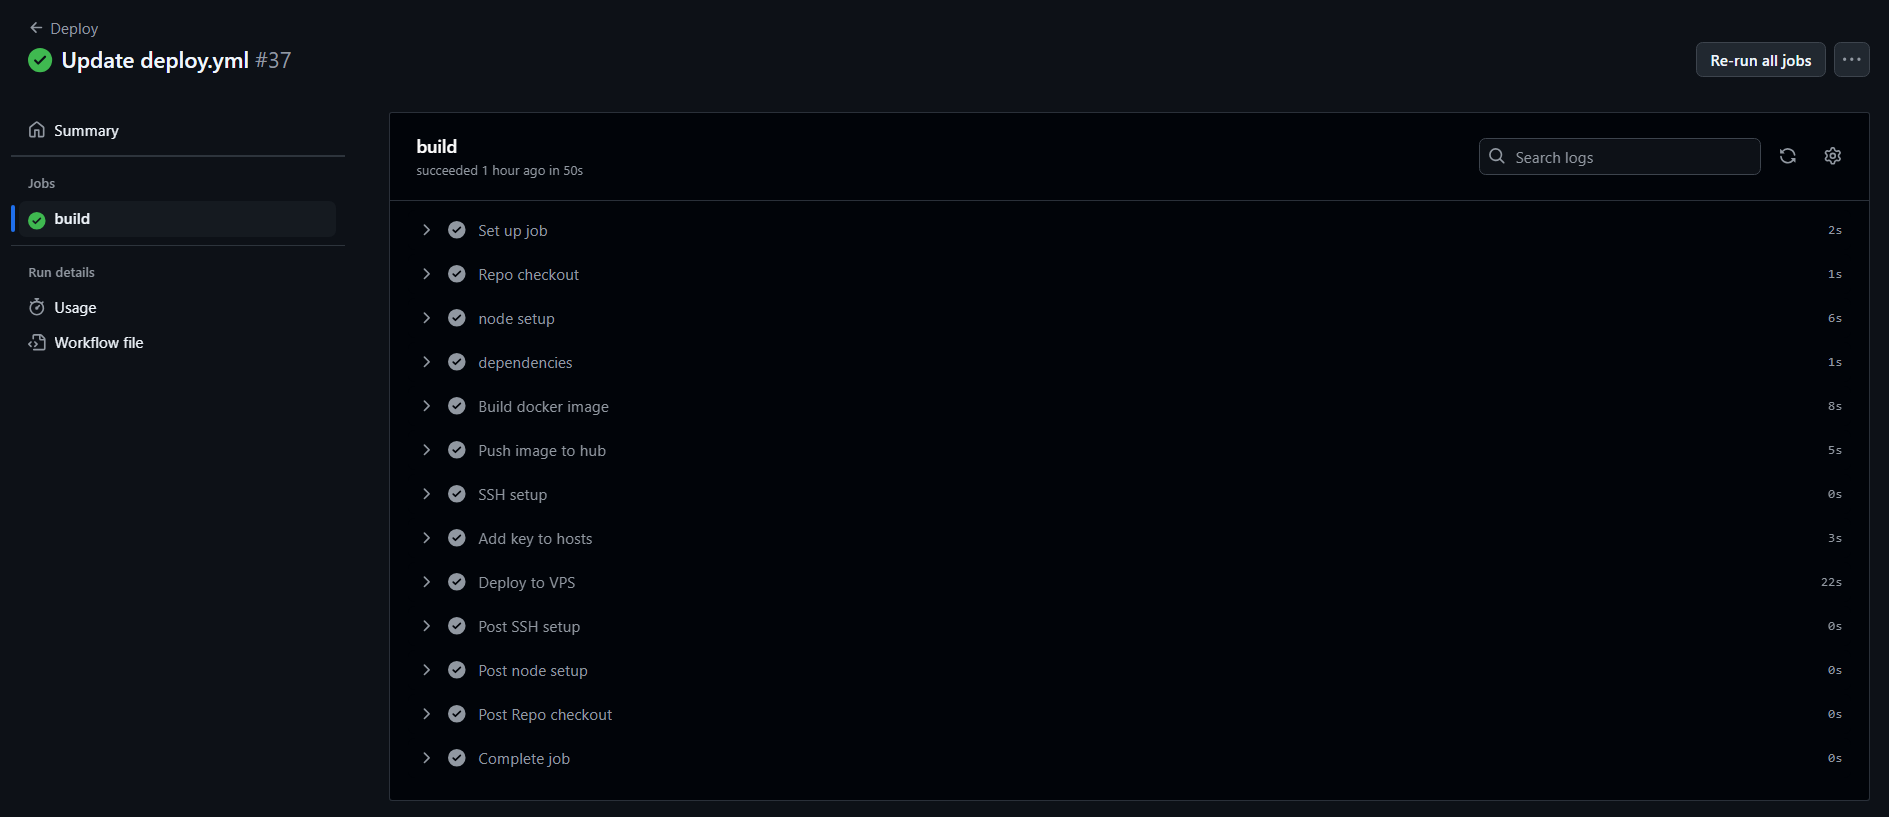 Deploy
Update deploy.yml #37
Re-run all jobs
Summary
Jobs
build
Run details
Usage
Workflow file
build
succeeded 1 hour ago in 50s
Search logs
Set up job 2s
Repo checkout 1s
node setup 6s
dependencies 1s
Build docker image 8s
Push image to hub 5s
SSH setup 0s
Add key to hosts 3s
Deploy to VPS 22s
Post SSH setup 0s
Post node setup 0s
Post Repo checkout 0s
Complete job 0s